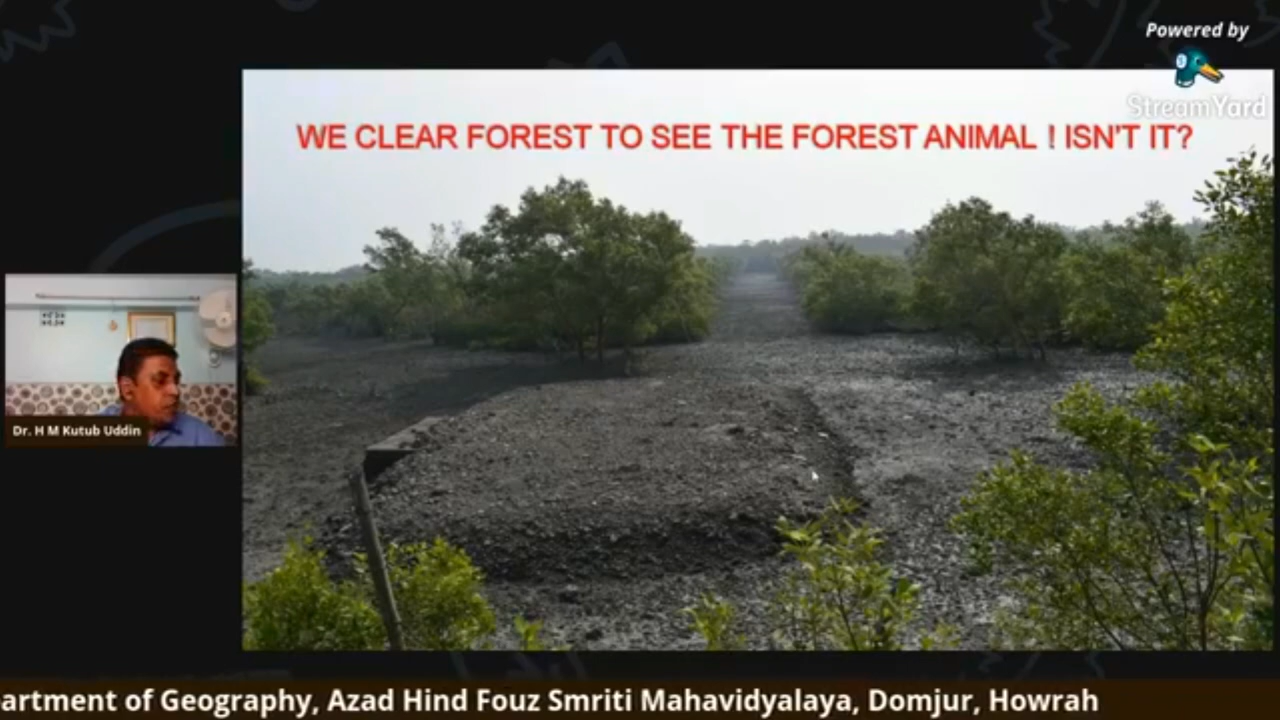 Powered by
StreamYard
WE CLEAR FOREST TO SEE THE FOREST ANIMAL ! ISN'T IT?
Dr. H M Kutub Uddin
artment of Geography, Azad Hind Fouz Smriti Mahavidyalaya, Domjur, Howrah